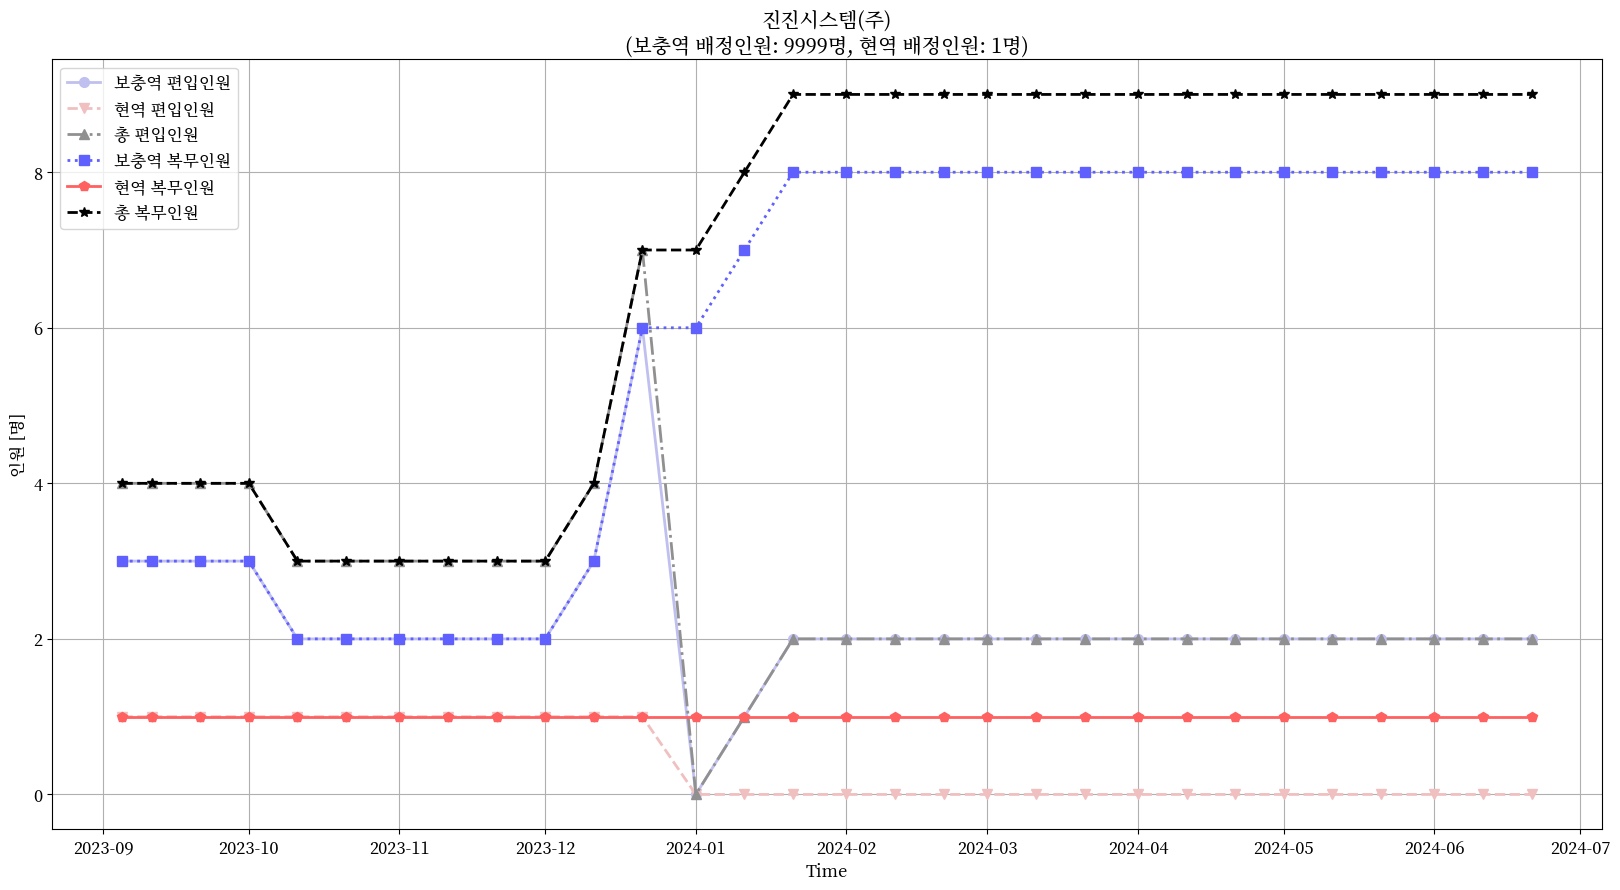 진진시스템(주)
(보충역 배정인원: 9999명, 현역 배정인원: 1명)
보충역 편입인원
현역 편입인원
총 편입인원
보충역 복무인원
현역 복무인원
총 복무인원
인원 [명]
8
6
4
2
0
2023-09 2023-10 2023-11 2023-12 2024-01 2024-02 2024-03 2024-04 2024-05 2024-06 2024-07
Time